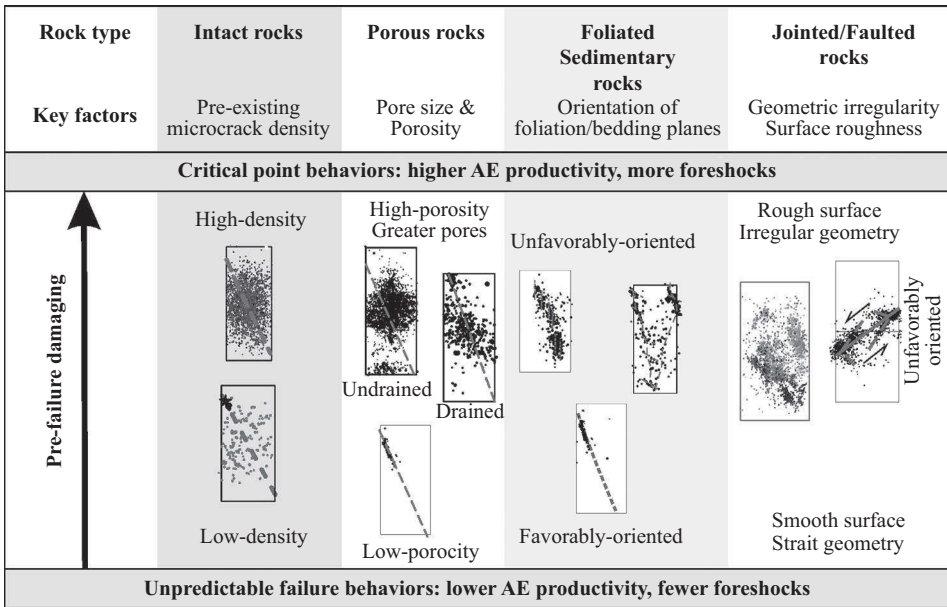 Rock type
Intact rocks
Porous rocks
Foliated
Sedimentary
rocks
Jointed/Faulted
rocks
Key factors
Pre-existing
microcrack density
Pore size &
Porosity
Orientation of
foliation/bedding planes
Geometric irregularity
Surface roughness
Critical point behaviors: higher AE productivity, more foreshocks
Pre-failure damaging
High-density
Low-density
High-porosity
Greater pores
Undrained
Drained
Low-porocity
Unfavorably-oriented
Favorably-oriented
Rough surface
Irregular geometry
Unfavorably
oriented
Smooth surface
Strait geometry
Unpredictable failure behaviors: lower AE productivity, fewer foreshocks